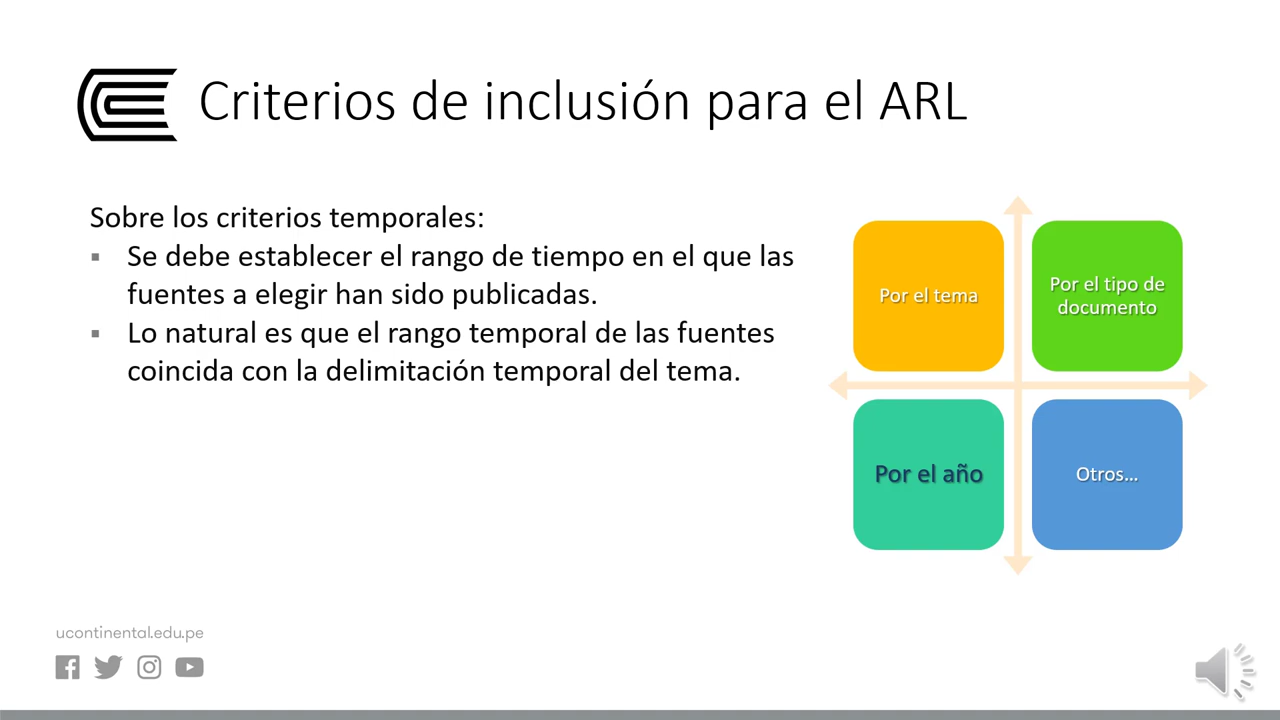 Criterios de inclusión para el ARL
Sobre los criterios temporales:
▪ Se debe establecer el rango de tiempo en el que las
fuentes a elegir han sido publicadas.
▪ Lo natural es que el rango temporal de las fuentes
coincida con la delimitación temporal del tema.
Por el tema
Por el tipo de
documento
Por el año
Otros...
ucontinental.edu.pe